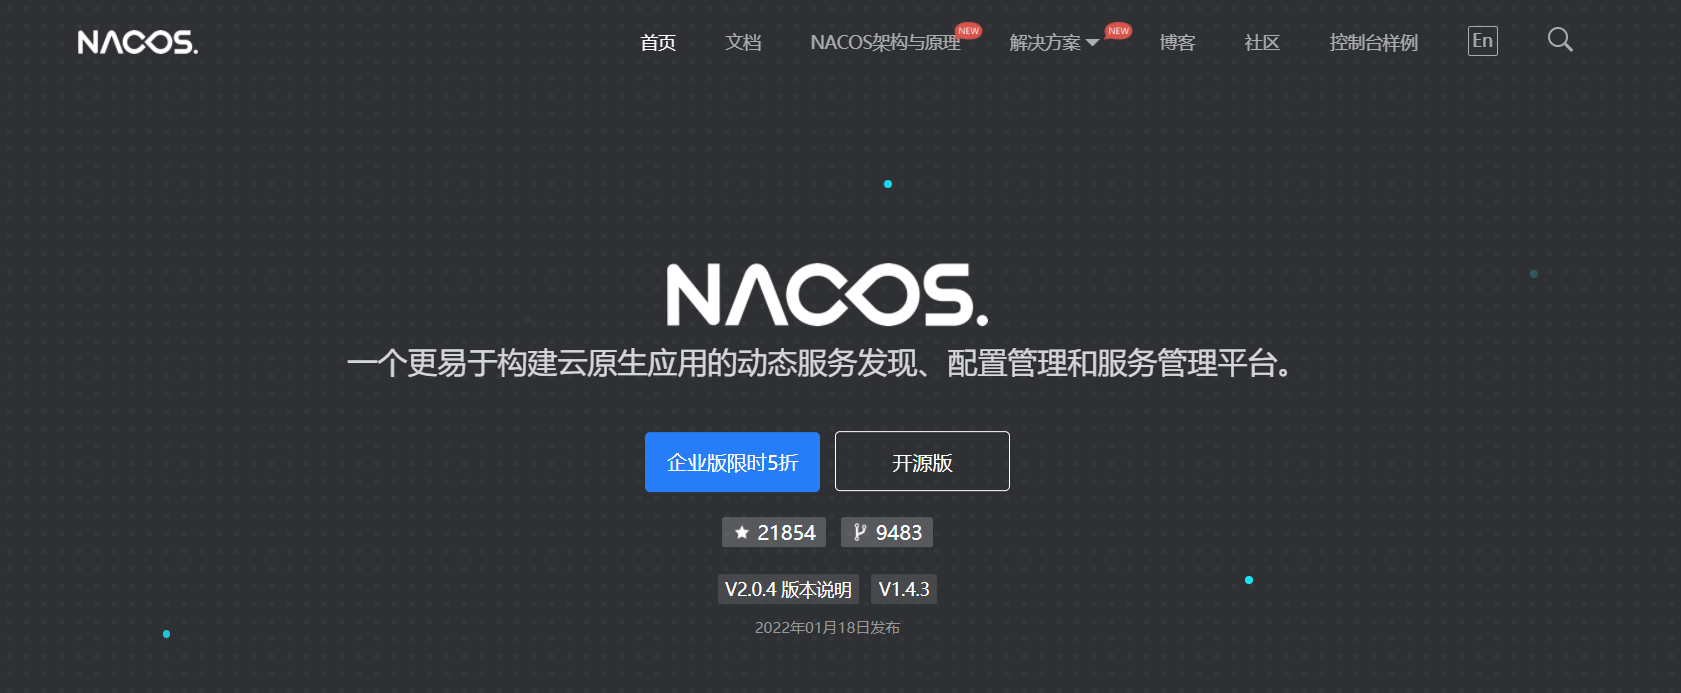 NACOS.
首页 文档 NACOS架构与原理 NEW 解决方案 NEW 博客 社区 控制台样例 En
NACOS.
一个更易于构建云原生应用的动态服务发现、配置管理和服务管理平台。
企业版限时5折 开源版
21854 9483
V2.0.4 版本说明 V1.4.3
2022年01月18日发布